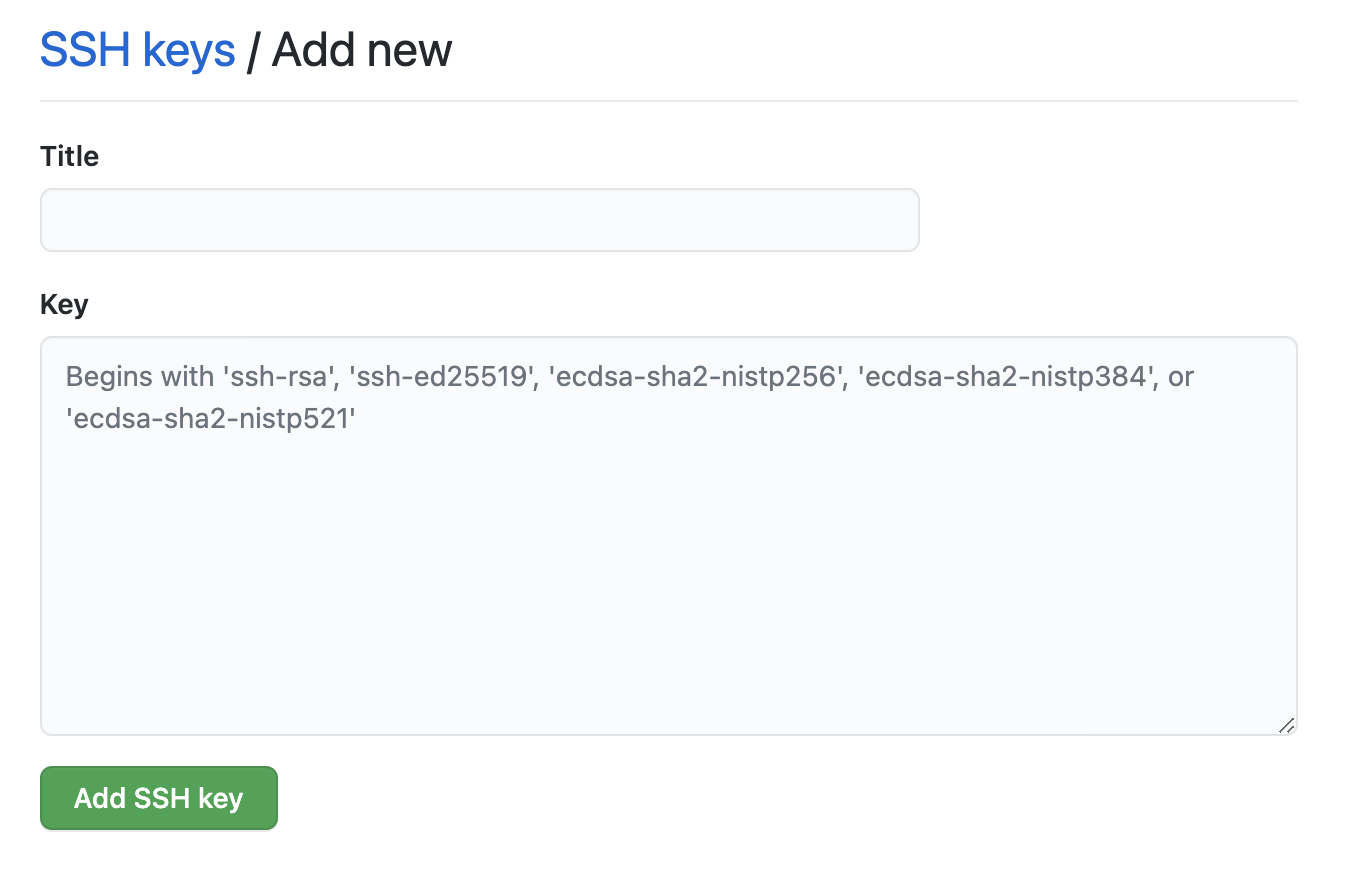 SSH keys / Add new
Title
Key
Begins with 'ssh-rsa', 'ssh-ed25519', 'ecdsa-sha2-nistp256', 'ecdsa-sha2-nistp384', or
'ecdsa-sha2-nistp521'
Add SSH key